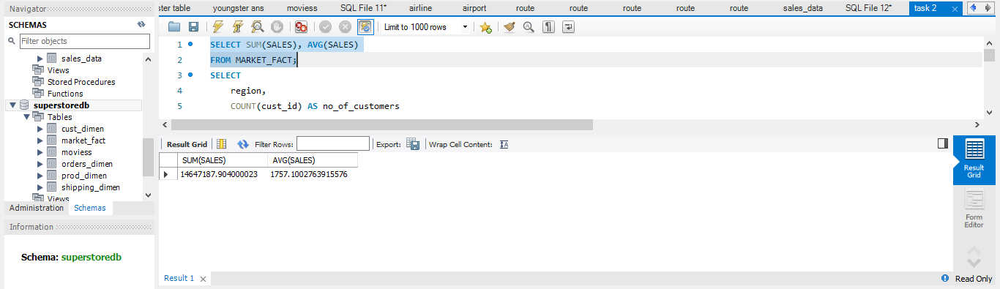 Navigator
ster table youngster ans moviess SQL File 11* airline airport route route route route route sales_data SQL File 12* task 2
SCHEMAS
Filter objects
sales_data
Views
Stored Procedures
Functions
superstoredb
Tables
cust_dimen
market_fact
moviess
orders_dimen
prod_dimen
shipping_dimen
Views
Administration Schemas
Information
Schema: superstoredb
Limit to 1000 rows
1 SELECT SUM(SALES), AVG(SALES)
2 FROM MARKET_FACT;
3 SELECT
4 region,
5 COUNT(cust_id) AS no_of_customers
Result Grid Filter Rows: Export: Wrap Cell Content:
SUM(SALES) AVG(SALES)
14647187.904000023 1757.1002763915576
Result
Grid
Form
Editor
Result 1
Read Only